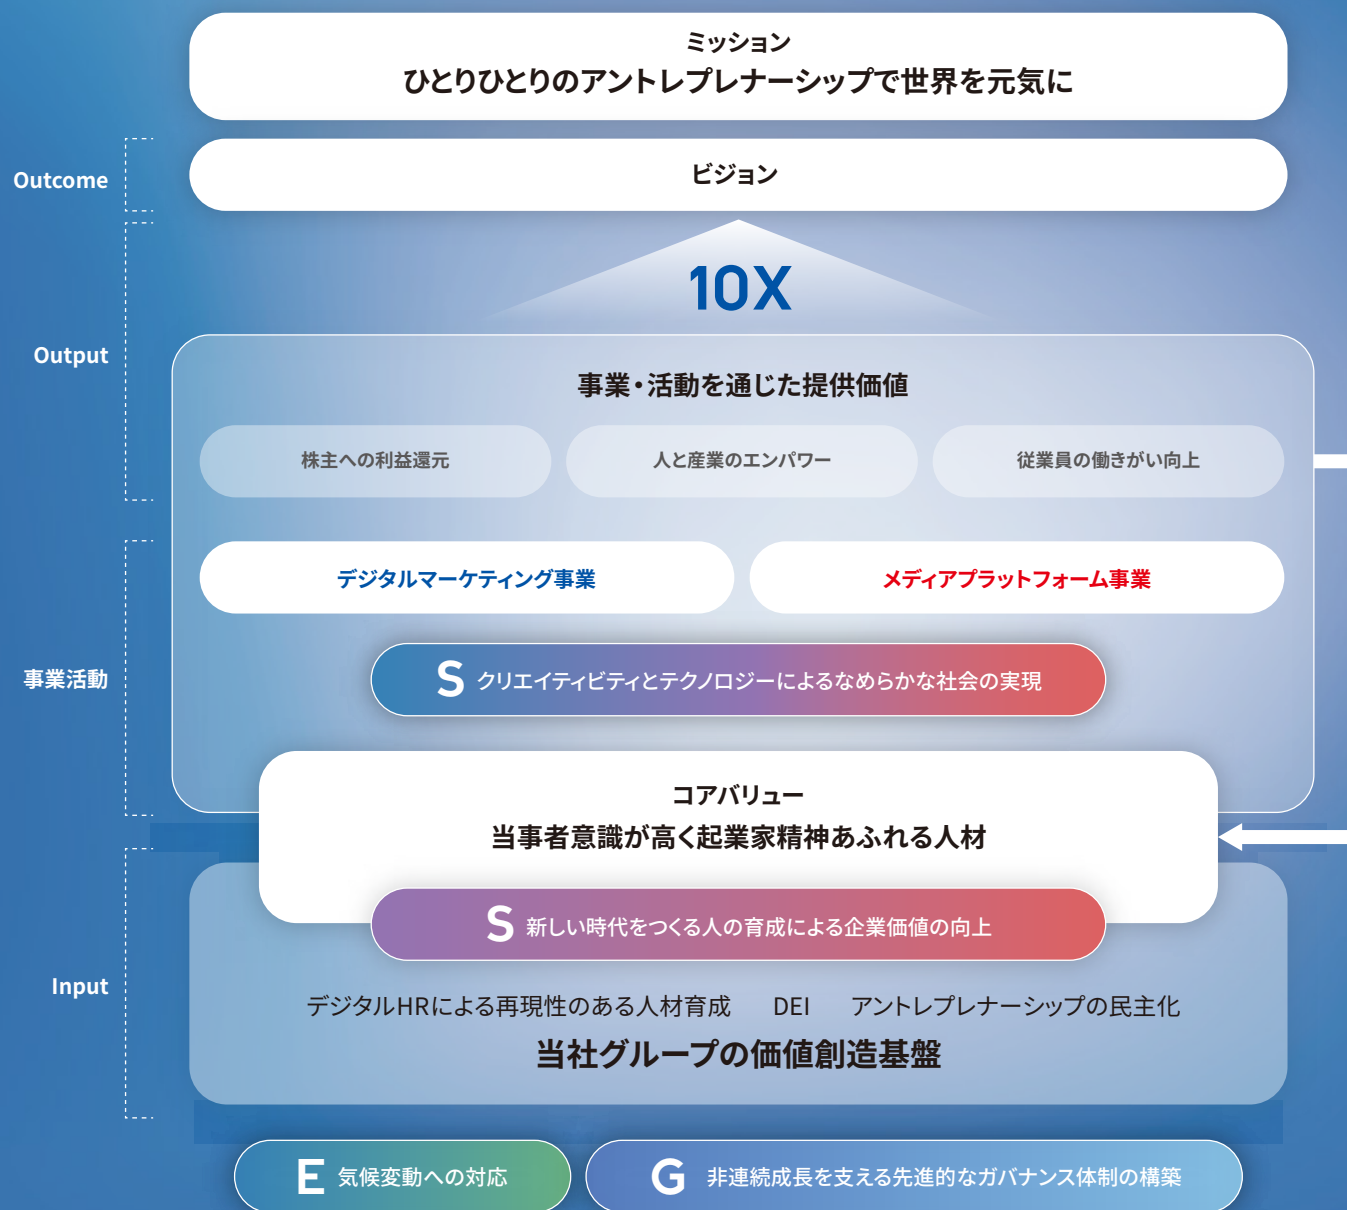 ミッション
ひとりひとりのアントレプレナーシップで世界を元気に
Outcome
ビジョン
10X
Output
事業・活動を通じた提供価値
株主への利益還元
人と産業のエンパワー
従業員の働きがい向上
デジタルマーケティング事業
メディアプラットフォーム事業
事業活動
S クリエイティビティとテクノロジーによるなめらかな社会の実現
コアバリュー
当事者意識が高く起業家精神あふれる人材
S 新しい時代をつくる人の育成による企業価値の向上
Input
デジタルHRによる再現性のある人材育成 DEI アントレプレナーシップの民主化
当社グループの価値創造基盤
E 気候変動への対応
G 非連続成長を支える先進的なガバナンス体制の構築